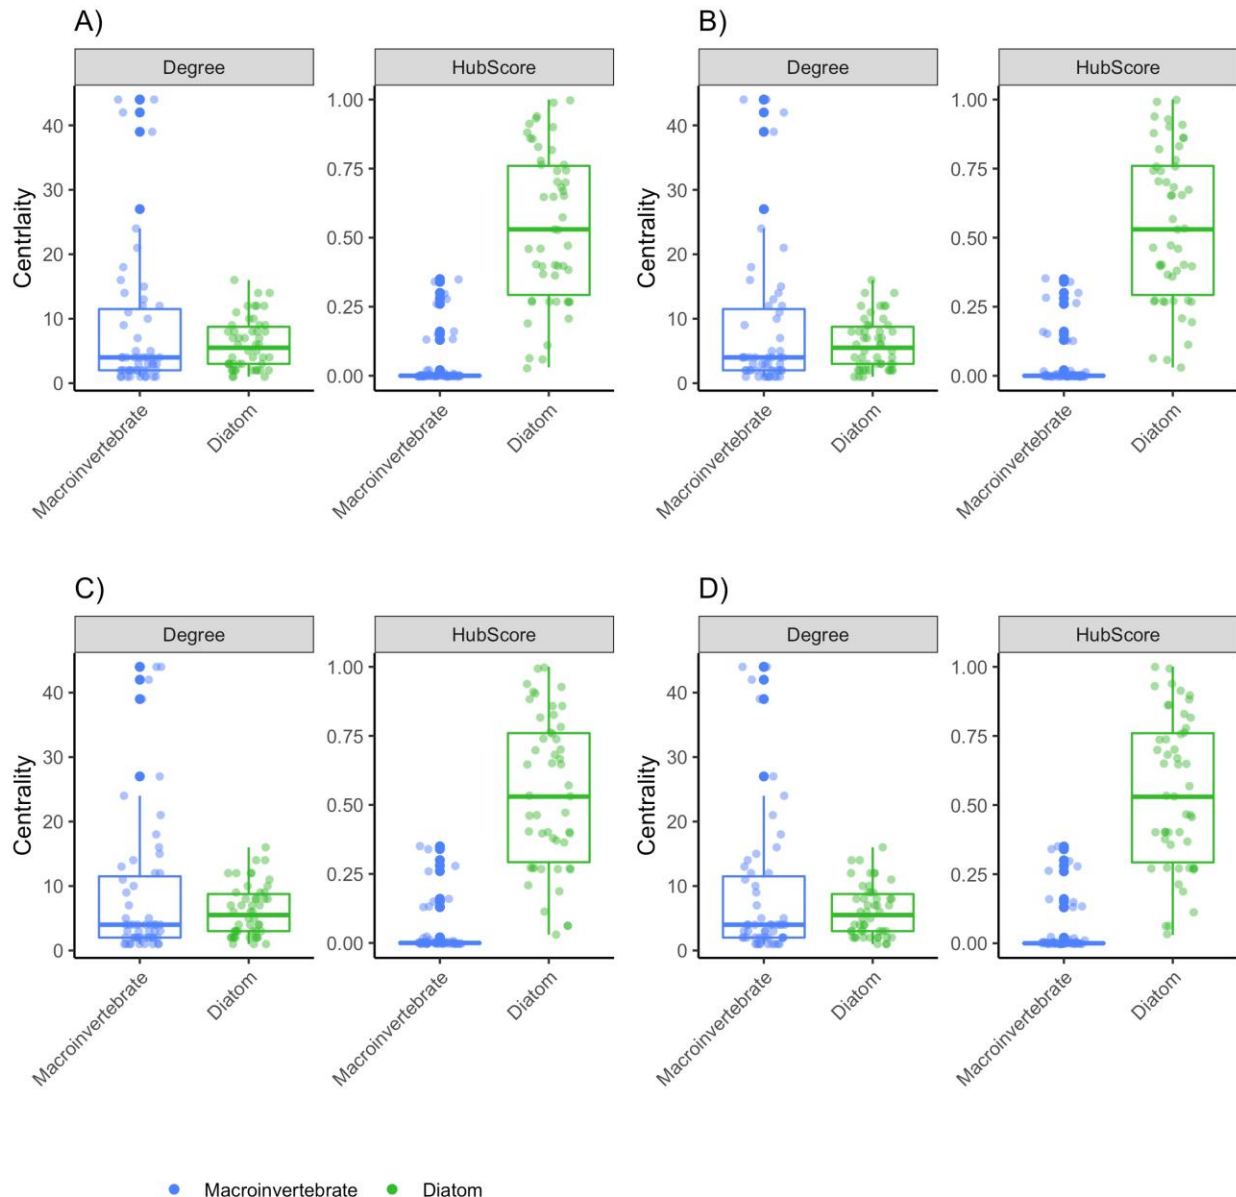 A)
B)
Degree
HubScore
Degree
HubScore
Centrlaity
40
30
20
10
0
1.00
0.75
0.50
0.25
0.00
Centrality
40
30
20
10
0
1.00
0.75
0.50
0.25
0.00
Macroinvertebrate
Diatom
Macroinvertebrate
Diatom
Macroinvertebrate
Diatom
Macroinvertebrate
Diatom
C)
D)
Degree
HubScore
Degree
HubScore
Centrality
40
30
20
10
0
1.00
0.75
0.50
0.25
0.00
Centrality
40
30
20
10
0
1.00
0.75
0.50
0.25
0.00
Macroinvertebrate
Diatom
Macroinvertebrate
Diatom
Macroinvertebrate
Diatom
Macroinvertebrate
Diatom
Macroinvertebrate Diatom